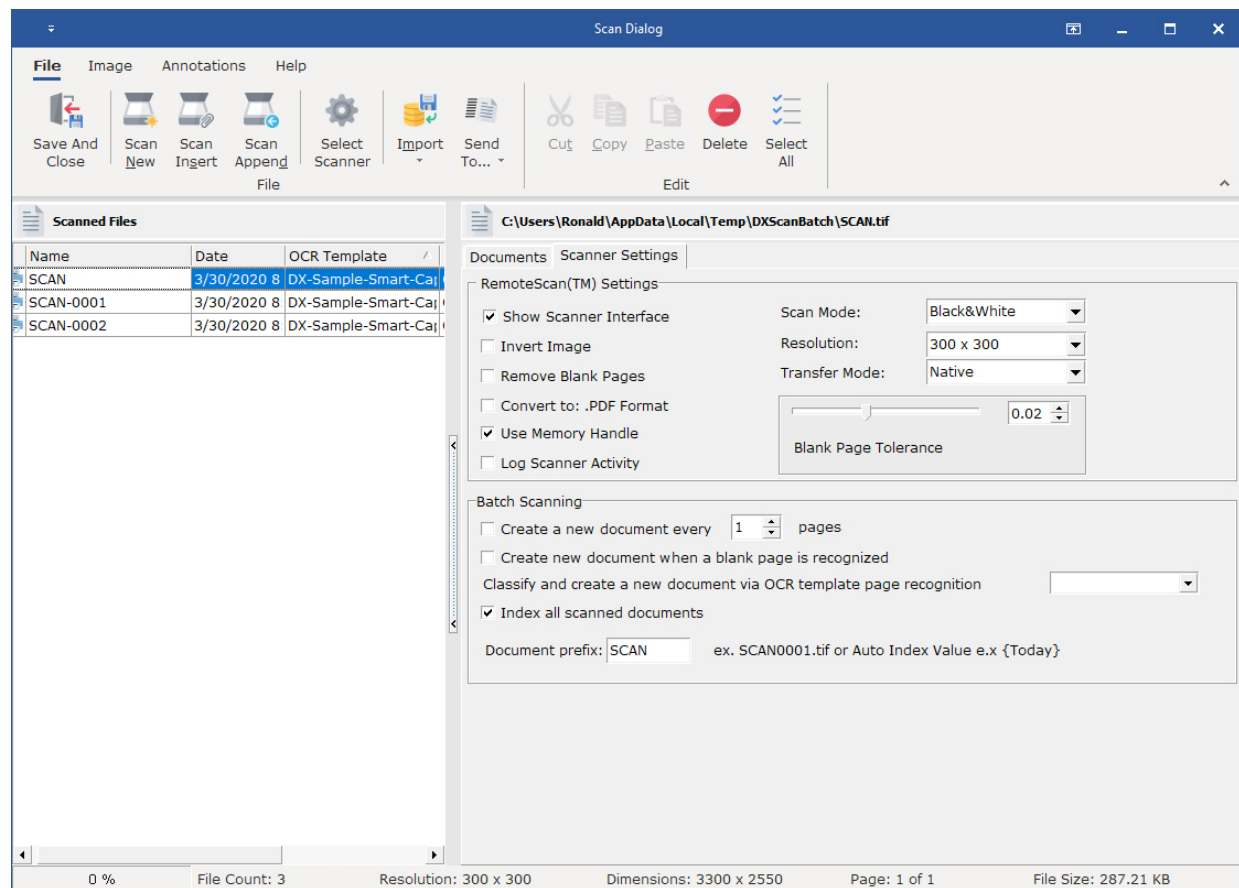 Scan Dialog
File Image Annotations Help
Save And Close
Scan New
Scan Insert
Scan Append
Select Scanner
Import
Send To...
File
Cut
Copy
Paste
Delete
Select All
Edit
Scanned Files
Name Date OCR Template
SCAN 3/30/2020 8 DX-Sample-Smart-Ca
SCAN-0001 3/30/2020 8 DX-Sample-Smart-Ca
SCAN-0002 3/30/2020 8 DX-Sample-Smart-Ca
C:\Users\Ronald\AppData\Local\Temp\DXScanBatch\SCAN.tif
Documents Scanner Settings
RemoteScan(TM) Settings
Show Scanner Interface
Invert Image
Remove Blank Pages
Convert to: .PDF Format
Use Memory Handle
Log Scanner Activity
Scan Mode: Black&White
Resolution: 300 x 300
Transfer Mode: Native
0.02
Blank Page Tolerance
Batch Scanning
Create a new document every 1 pages
Create new document when a blank page is recognized
Classify and create a new document via OCR template page recognition
Index all scanned documents
Document prefix: SCAN ex. SCAN0001.tif or Auto Index Value e.x {Today}
0 % File Count: 3 Resolution: 300 x 300 Dimensions: 3300 x 2550 Page: 1 of 1 File Size: 287.21 KB